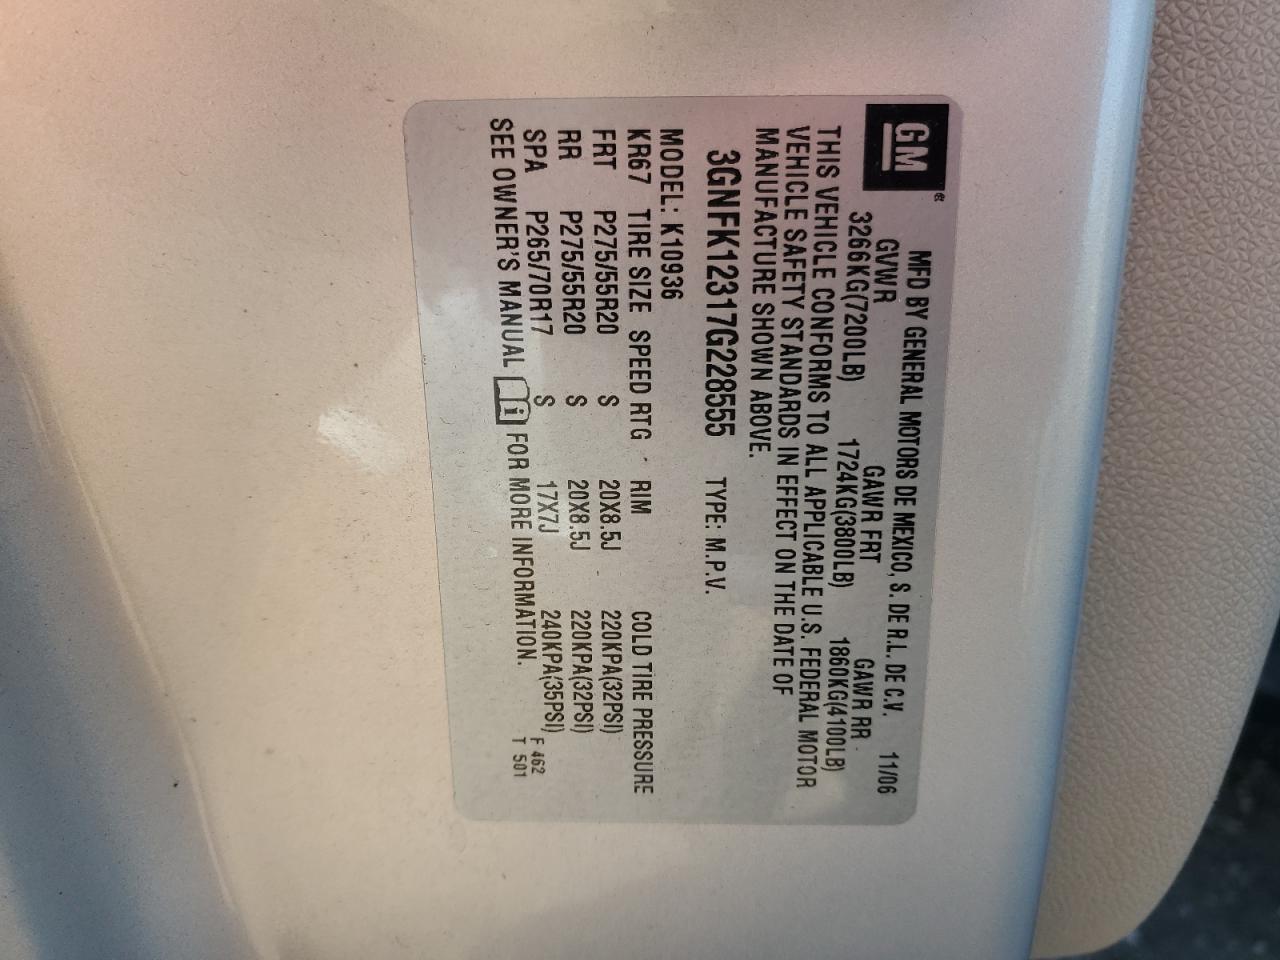 GM
MFD BY GENERAL MOTORS DE MEXICO, S. DE R.L. DE C.V. 11/06
GVWR GAWR FRT GAWR RR
3266KG(7200LB) 1724KG(3800LB) 1860KG(4100LB)
THIS VEHICLE CONFORMS TO ALL APPLICABLE U.S. FEDERAL MOTOR
VEHICLE SAFETY STANDARDS IN EFFECT ON THE DATE OF
MANUFACTURE SHOWN ABOVE.
3GNFK12317G228555 TYPE: M.P.V.
MODEL: K10936
KR67 TIRE SIZE SPEED RTG RIM COLD TIRE PRESSURE
FRT P275/55R20 S 20X8.5J 220KPA(32PSI)
RR P275/55R20 S 20X8.5J 220KPA(32PSI)
SPA P265/70R17 S 17X7J 240KPA(35PSI)
SEE OWNER'S MANUAL FOR MORE INFORMATION.
F 462
T 501